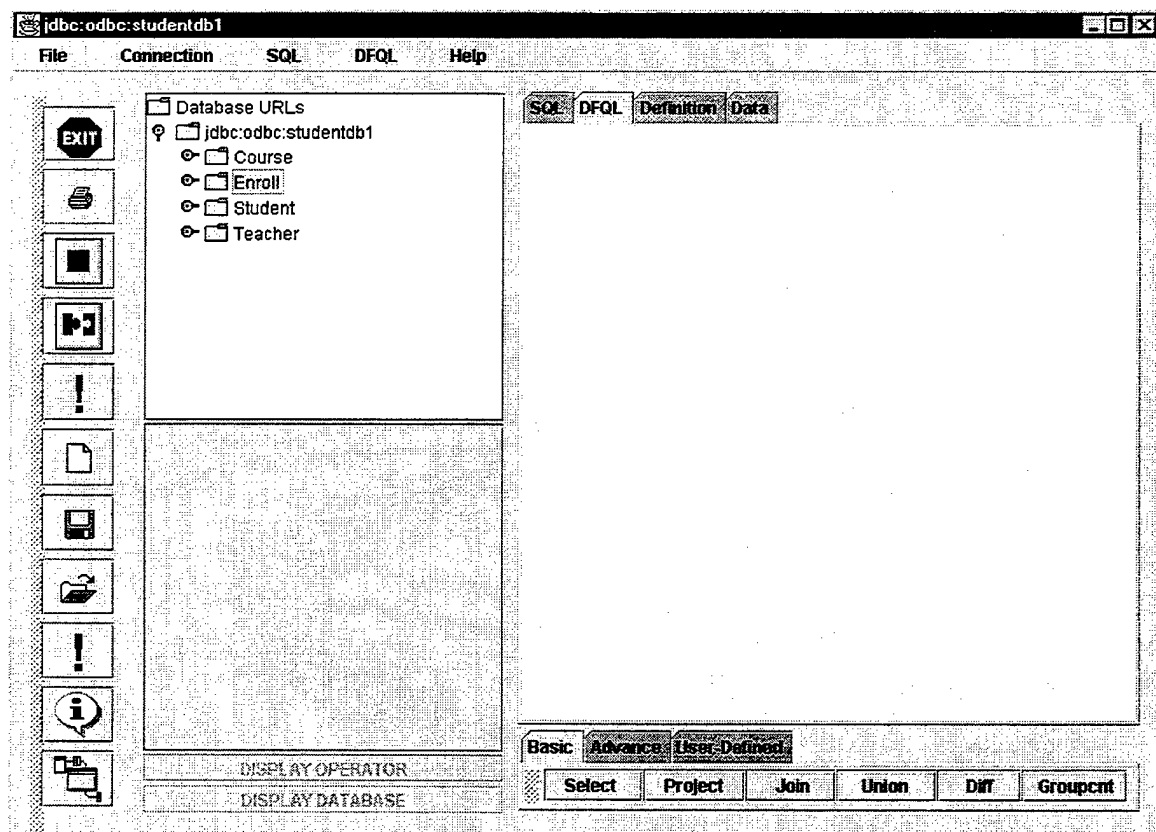 jdbc:odbc:studentdb1
File Connection SQL DFQL Help
EXIT
Database URLs
jdbc:odbc:studentdb1
Course
Enroll
Student
Teacher
DISPLAY OPERATOR
DISPLAY DATABASE
SQL DFQL Definition Data
Basic Advance User-Defined
Select Project Join Union Diff Groupcnt